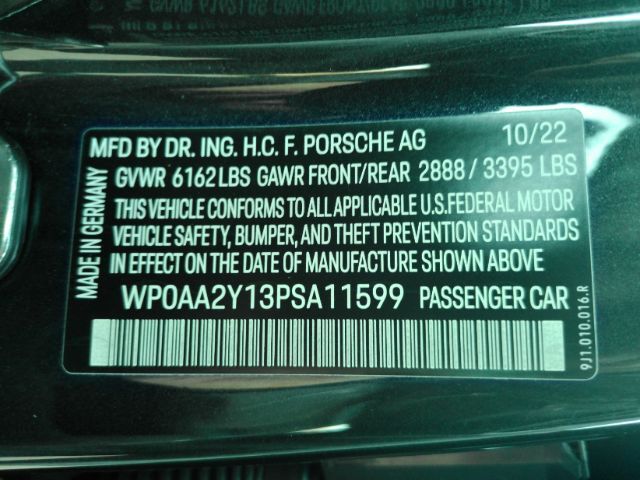 MFD BY DR. ING. H.C. F. PORSCHE AG 10/22
GVWR 6162LBS GAWR FRONT/REAR 2888 / 3395 LBS
THIS VEHICLE CONFORMS TO ALL APPLICABLE U.S.FEDERAL MOTOR
VEHICLE SAFETY, BUMPER, AND THEFT PREVENTION STANDARDS
IN EFFECT ON THE DATE OF MANUFACTURE SHOWN ABOVE
WP0AA2Y13PSA11599 PASSENGER CAR
MADE IN GERMANY
9J1.010.016.R